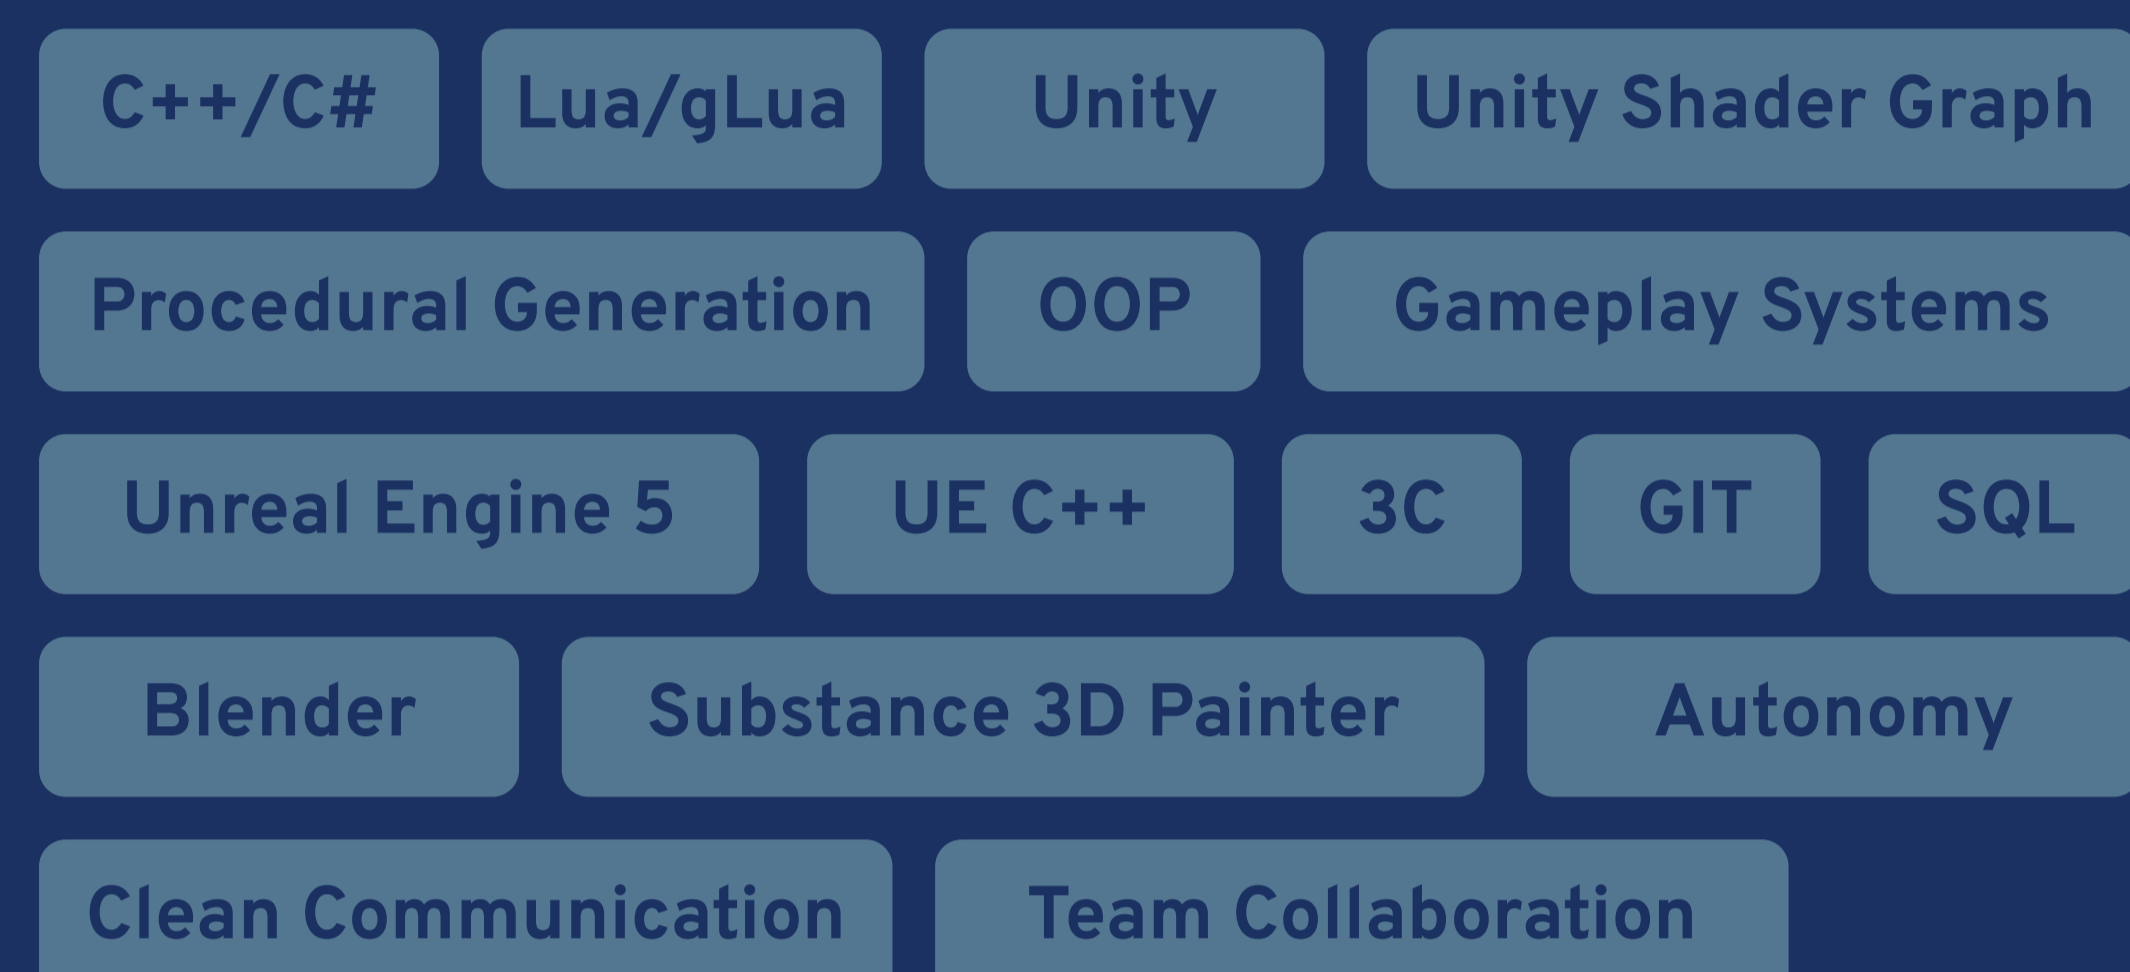 C++/C# Lua/gLua Unity Unity Shader Graph
Procedural Generation OOP Gameplay Systems
Unreal Engine 5 UE C++ 3C GIT SQL
Blender Substance 3D Painter Autonomy
Clean Communication Team Collaboration